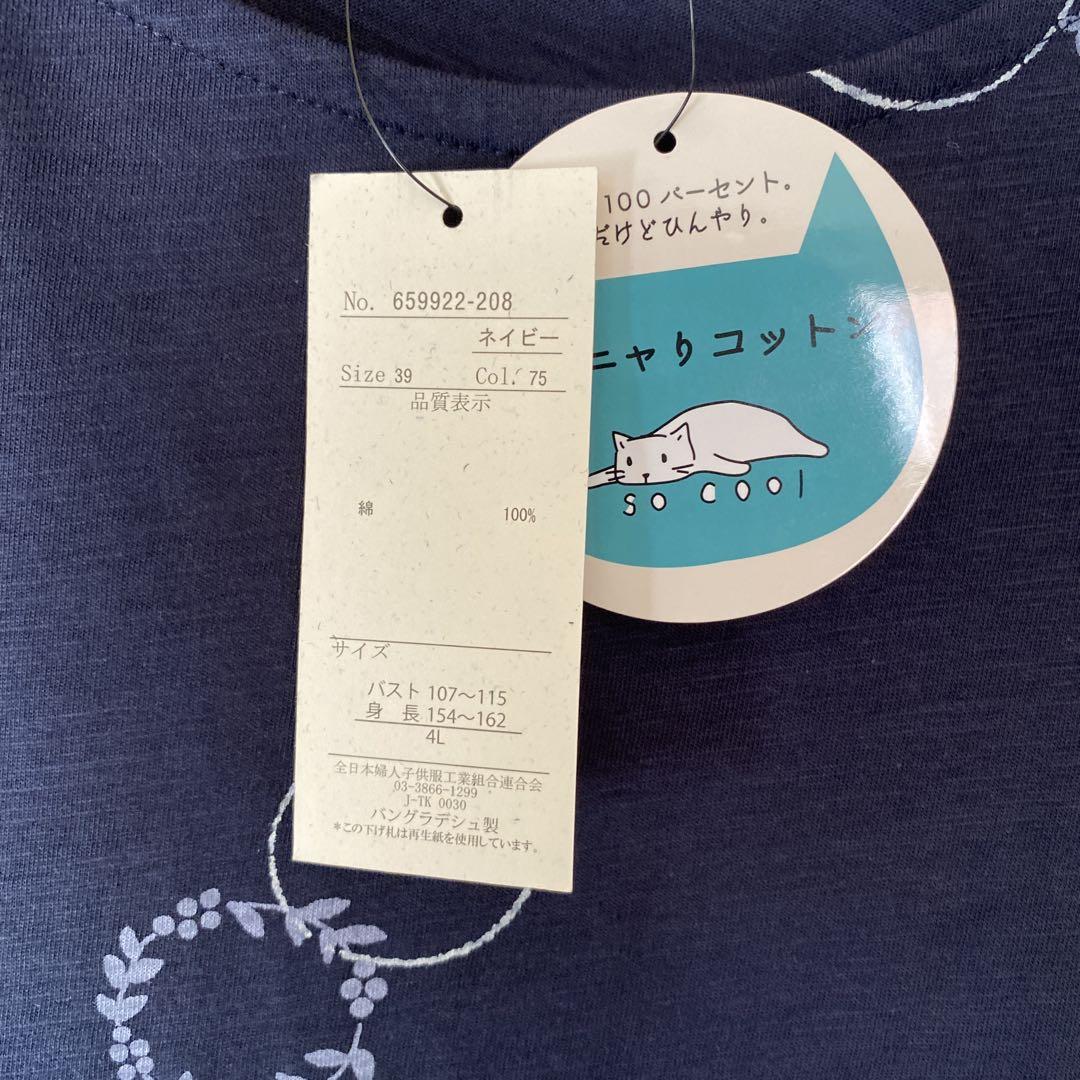 No. 659922-208
ネイビー
Size 39 Col. 75
品質表示
綿 100%
サイズ
バスト 107～115
身 長 154～162
4L
全日本婦人子供服工業組合連合会
03-3866-1299
J-TK 0030
バングラデシュ製
＊この下げ札は再生紙を使用しています。
100パーセント。
だけどひんやり。
ニャりコットン
SO COOl